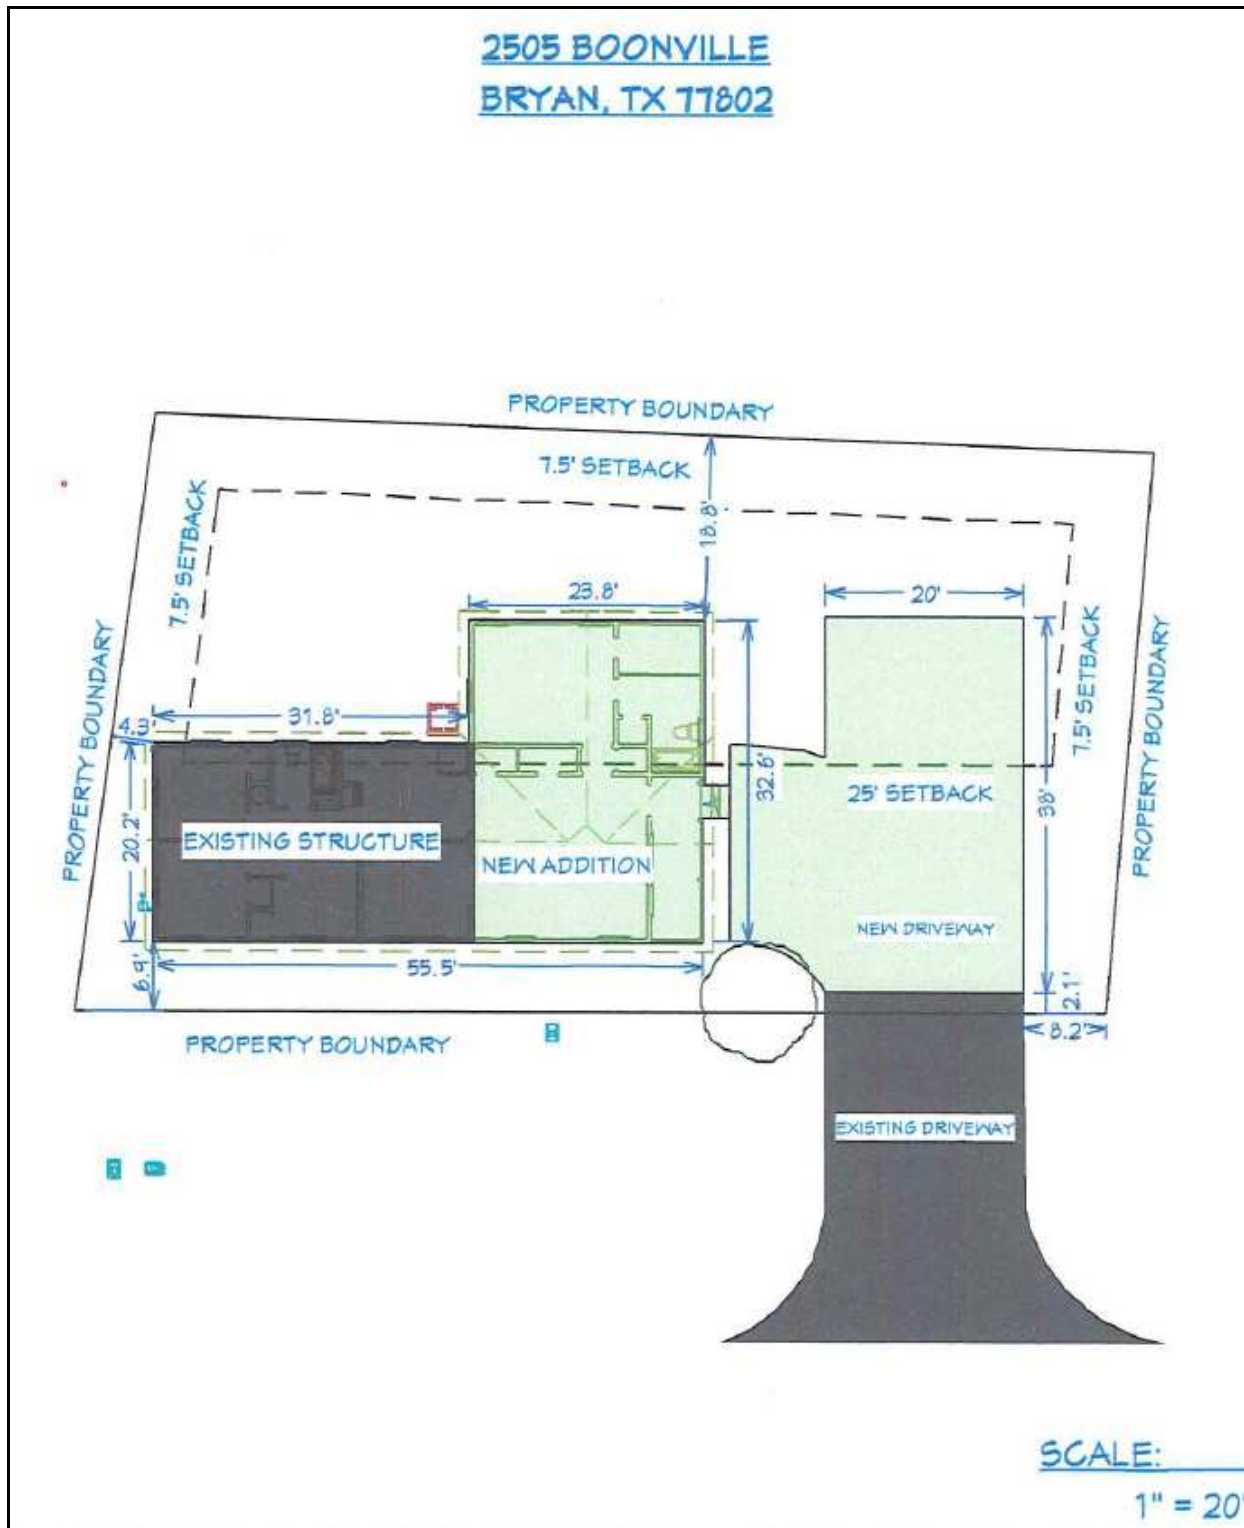 2505 BOONVILLE
BRYAN, TX 77802
PROPERTY BOUNDARY
7.5' SETBACK
18.8'
7.5' SETBACK
23.8'
20'
PROPERTY BOUNDARY
4.3'
31.8'
7.5' SETBACK
PROPERTY BOUNDARY
20.2'
EXISTING STRUCTURE
NEW ADDITION
32.6'
25' SETBACK
38'
NEW DRIVEWAY
6.9'
55.5'
2.1'
8.2'
PROPERTY BOUNDARY
EXISTING DRIVEWAY
SCALE:
1" = 20'